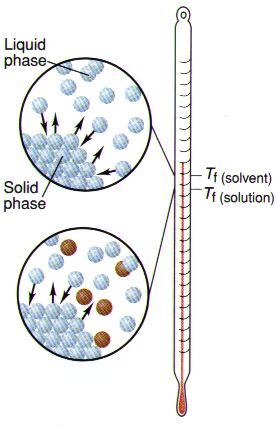 Liquid
phase
Solid
phase
Tf (solvent)
Tf (solution)